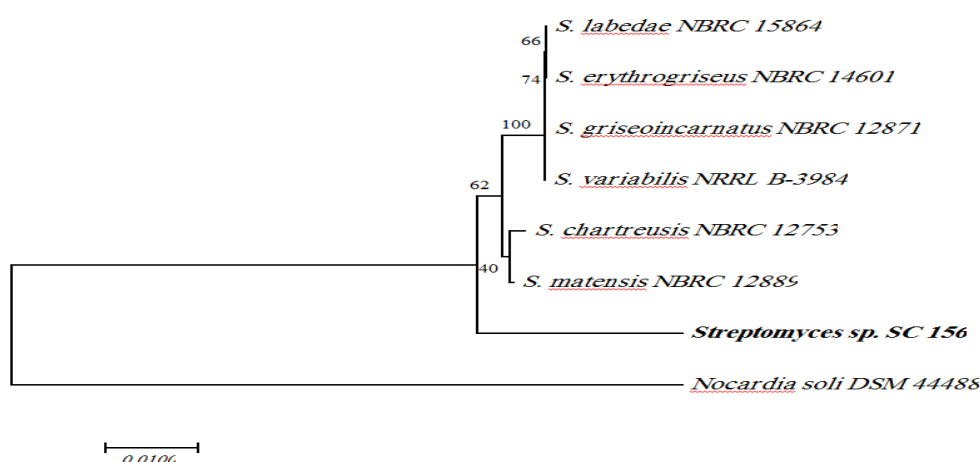 S. labedae NBRC 15864
66
S. erythrogriseus NBRC 14601
74
S. griseoincarnatus NBRC 12871
100
S. variabilis NRRL B-3984
62
S. chartreusis NBRC 12753
40
S. matensis NBRC 12889
Streptomyces sp. SC 156
Nocardia soli DSM 44488
0.0100